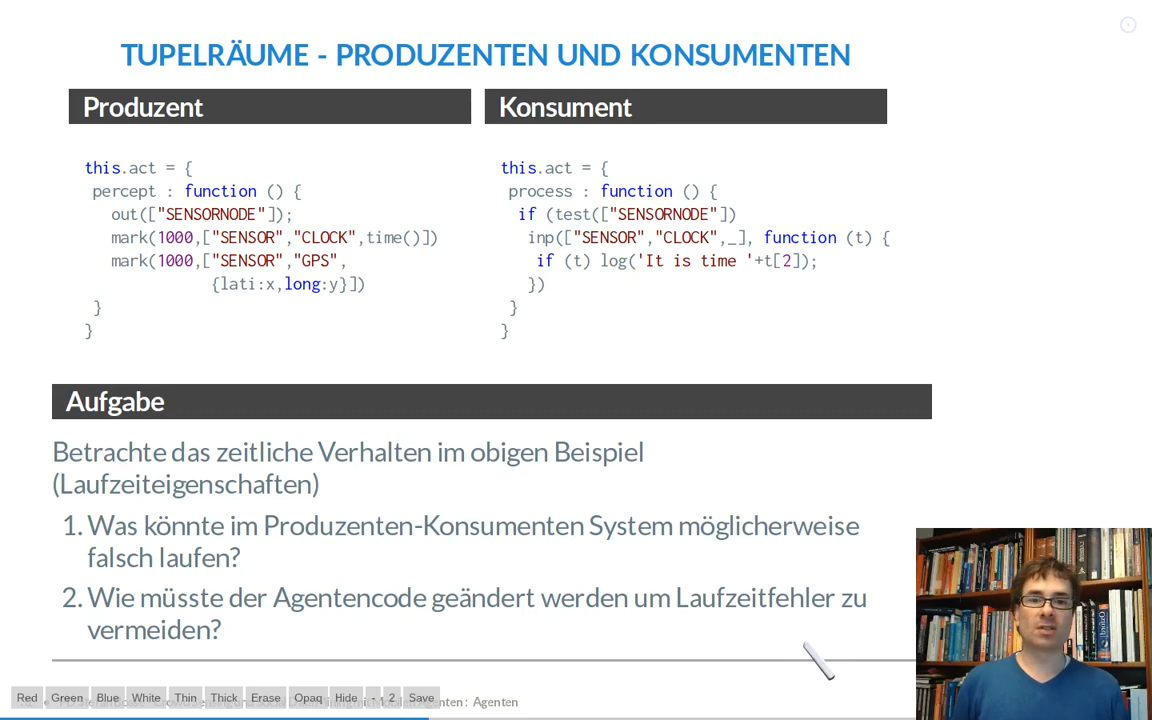 TUPELRÄUME - PRODUZENTEN UND KONSUMENTEN
Produzent
this.act = {
percept : function () {
out(["SENSORNODE"]);
mark(1000,["SENSOR","CLOCK",time()])
mark(1000,["SENSOR","GPS",
{lati:x,long:y}])
}
}
Konsument
this.act = {
process : function () {
if (test(["SENSORNODE"])
inp(["SENSOR","CLOCK",_], function (t) {
if (t) log('It is time '+t[2]);
})
}
}
Aufgabe
Betrachte das zeitliche Verhalten im obigen Beispiel
(Laufzeiteigenschaften)
1. Was könnte im Produzenten-Konsumenten System möglicherweise
falsch laufen?
2. Wie müsste der Agentencode geändert werden um Laufzeitfehler zu
vermeiden?
Red Green Blue White Thin Thick Erase Opaq Hide - 2 Save
: Agenten